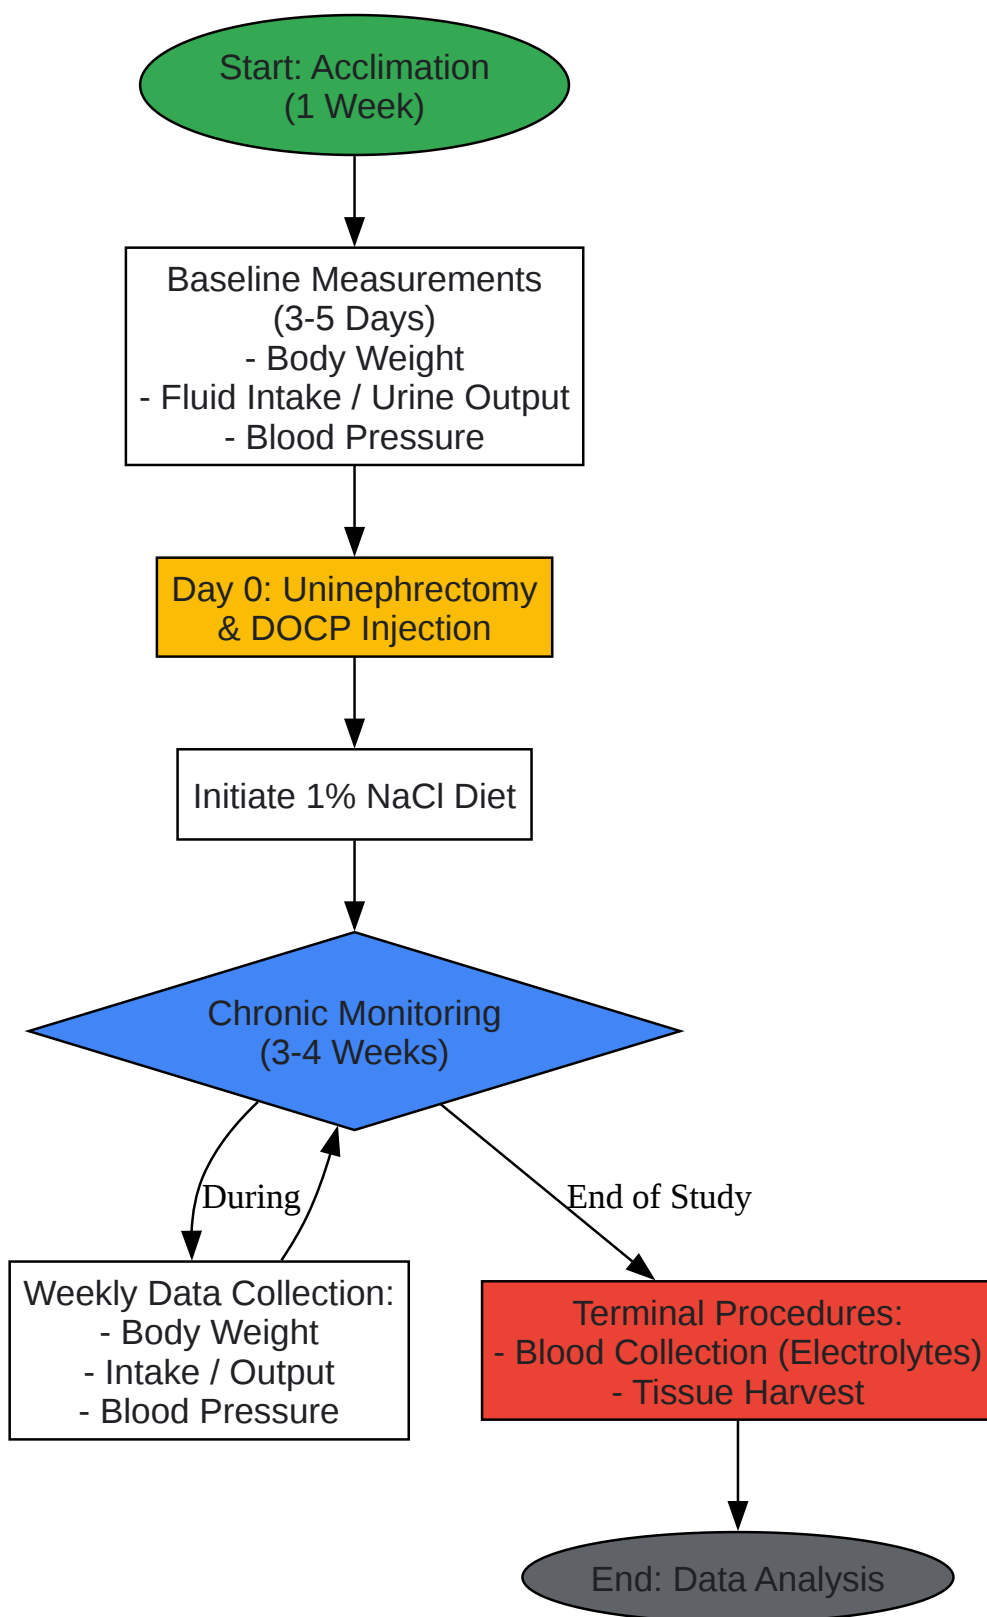 Start: Acclimation
(1 Week)
Baseline Measurements
(3-5 Days)
- Body Weight
- Fluid Intake / Urine Output
- Blood Pressure
Day 0: Uninephrectomy
& DOCP Injection
Initiate 1% NaCl Diet
Chronic Monitoring
(3-4 Weeks)
During
End of Study
Weekly Data Collection:
- Body Weight
- Intake / Output
- Blood Pressure
Terminal Procedures:
- Blood Collection (Electrolytes)
- Tissue Harvest
End: Data Analysis